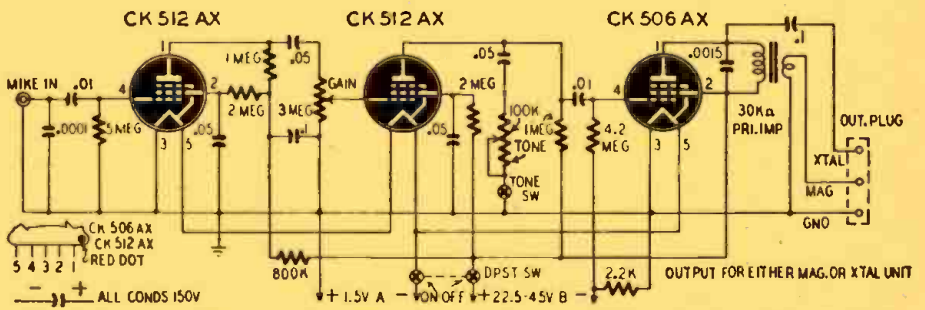 CK 512 AX
CK 512 AX
CK 506 AX
MIKE IN
.01
.0001
5 MEG
4
1
2
3
5
.05
2 MEG
1 MEG
.05
3 MEG
GAIN
.1
.05
2 MEG
.05
100K
1 MEG
TONE
TONE
SW
.01
4.2
MEG
4
1
2
3
5
.0015
30KΩ
PRI. IMP
.1
OUT. PLUG
XTAL
MAG
GND
CK 506 AX
CK 512 AX
RED DOT
5 4 3 2 1
- +
ALL CONDS 150V
800K
+ 1.5V A -
ON OFF
DPST SW
+ 22.5-45V B -
2.2K
OUTPUT FOR EITHER MAG. OR XTAL UNIT